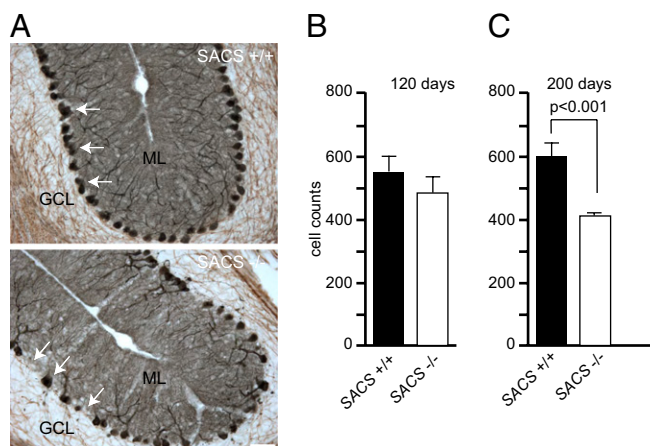 A
SACS +/+
ML
GCL
SACS
ML
GCL
B
120 days
cell counts
800
600
400
200
0
SACS +/+
SACS -/-
C
200 days
p<0.001
800
600
400
200
0
SACS +/+
SACS -/-